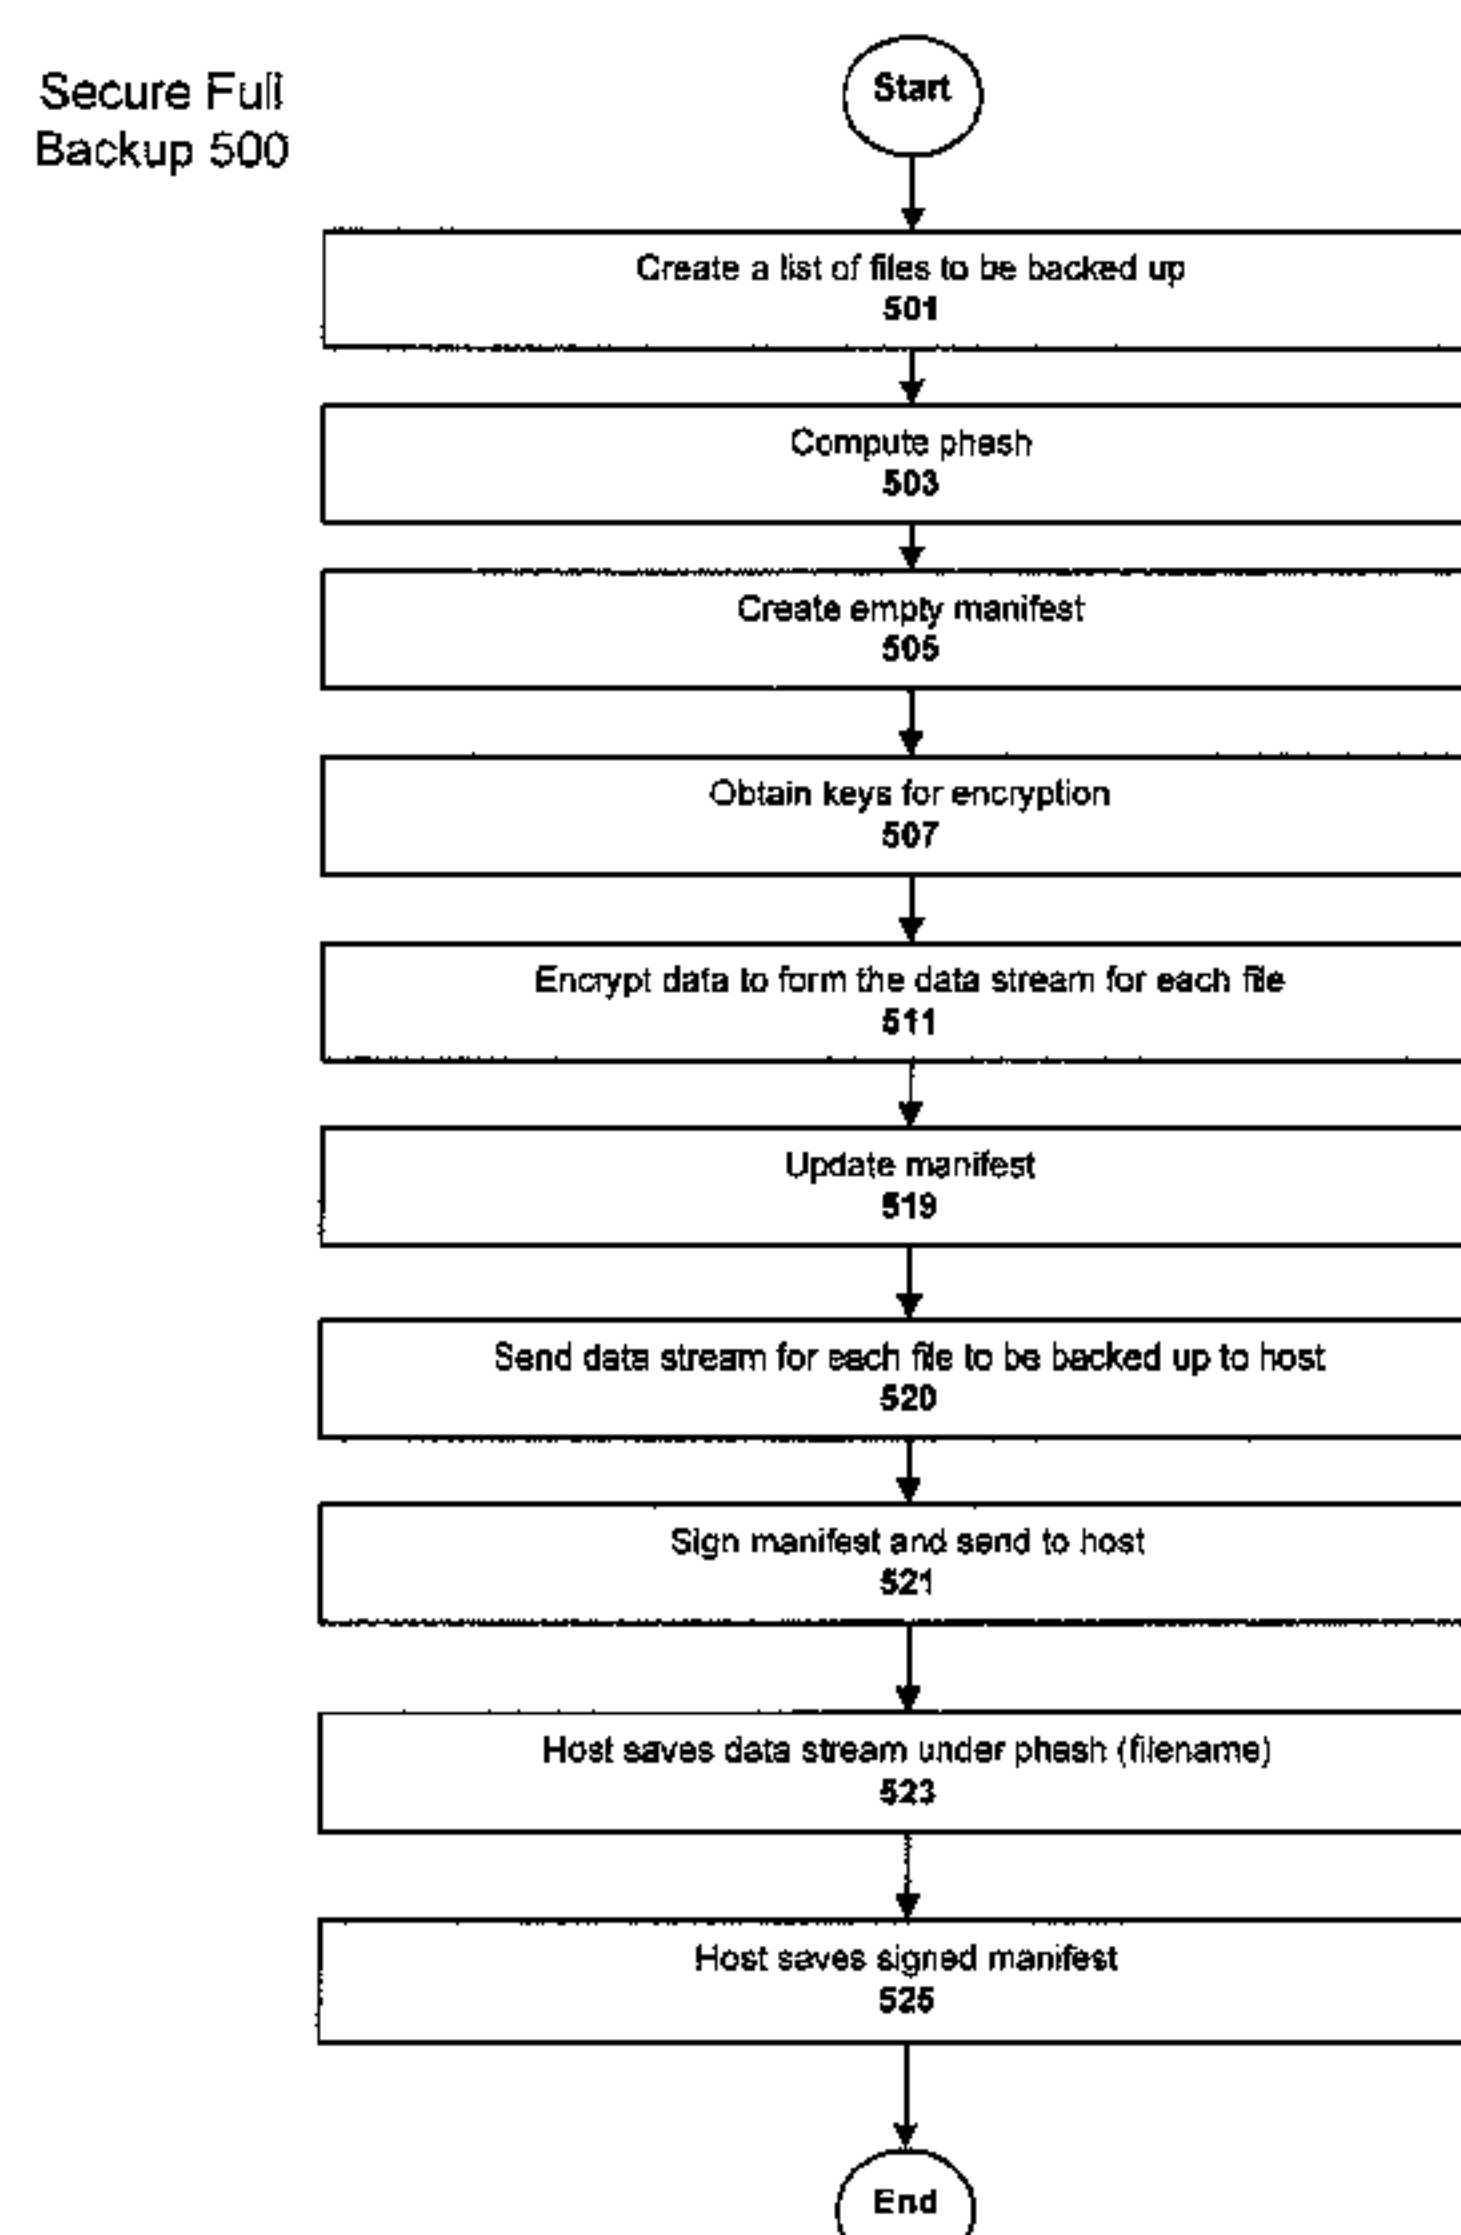 Secure Full
Backup 500
Start
Create a list of files to be backed up
501
Compute phash
503
Create empty manifest
505
Obtain keys for encryption
507
Encrypt data to form the data stream for each file
511
Update manifest
519
Send data stream for each file to be backed up to host
520
Sign manifest and send to host
521
Host saves data stream under phash (filename)
523
Host saves signed manifest
525
End